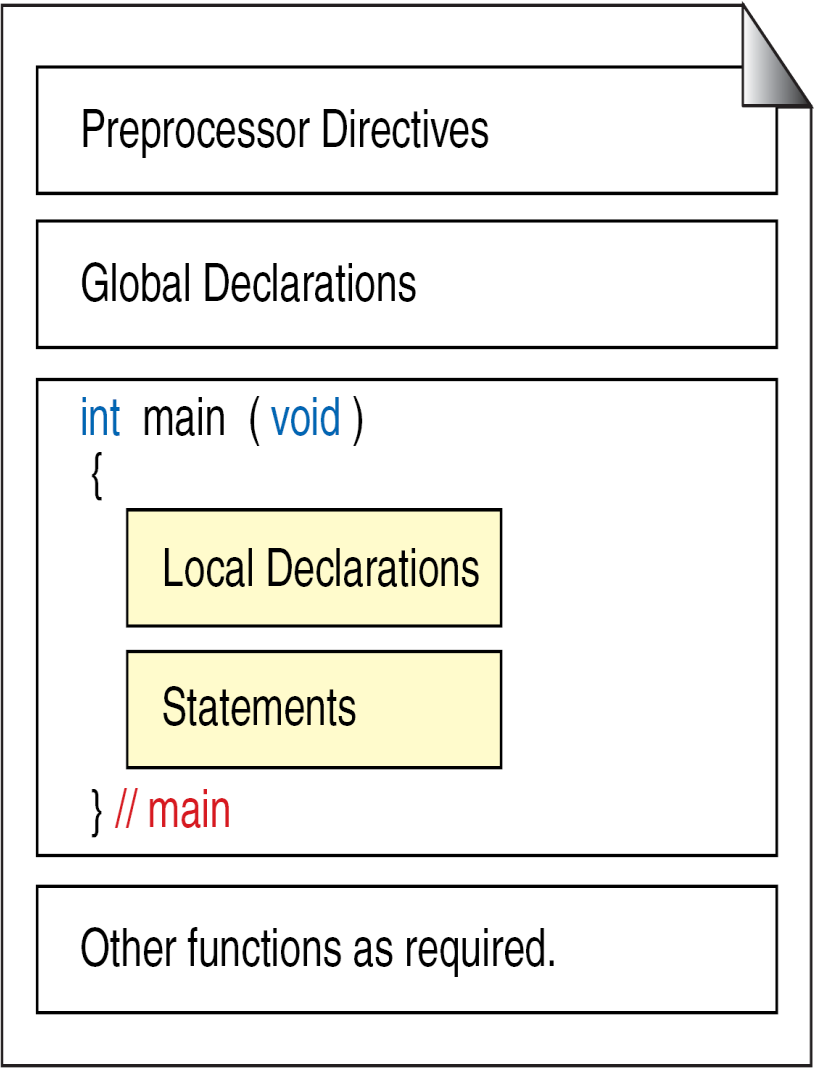 Preprocessor Directives
Global Declarations
int main ( void )
{
Local Declarations
Statements
} // main
Other functions as required.